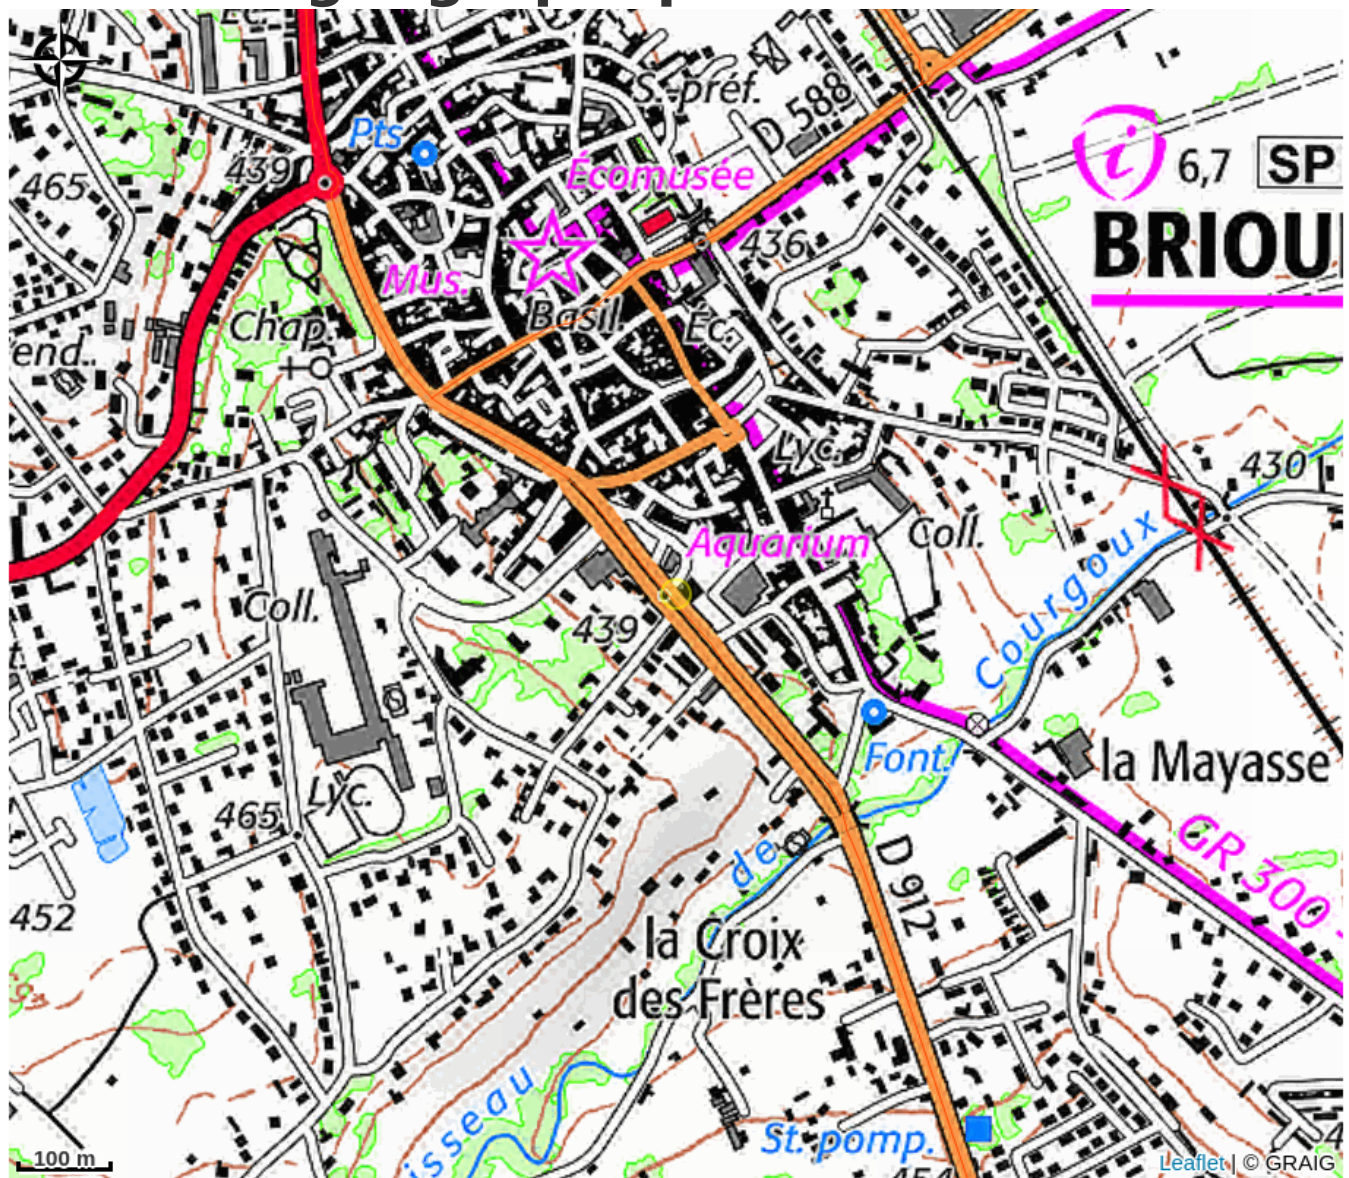 S.-préf.
D 588
Pts
439
Écomusée
6,7
SP
465
BRIOU
436
Mus.
Chap.
Basil.
Éc.
end..
Lyc.
430
Coll.
Aquarium
Coll.
439
Courgoux
Font.
la Mayasse
465
Lyc.
GR 300
de
D 912
452
la Croix
des Frères
isseau
St. pomp.
454
100 m
Leaflet | © GRAIG